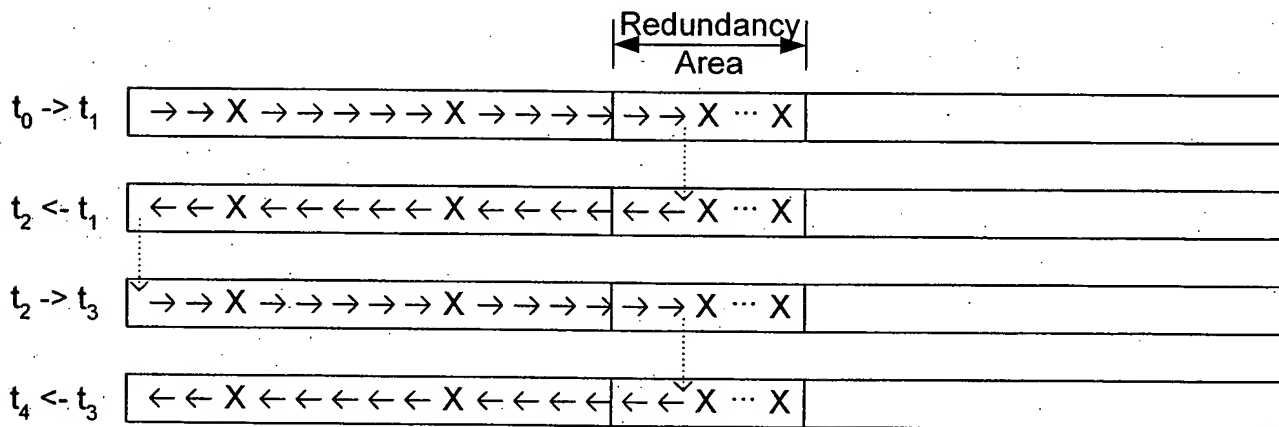 Redundancy
Area
t0 -> t1 → → X → → → → → X → → → → → → X ... X
t2 <- t1 ← ← X ← ← ← ← ← X ← ← ← ← ← ← X ... X
t2 -> t3 → → X → → → → → X → → → → → → X ... X
t4 <- t3 ← ← X ← ← ← ← ← X ← ← ← ← ← ← X ... X